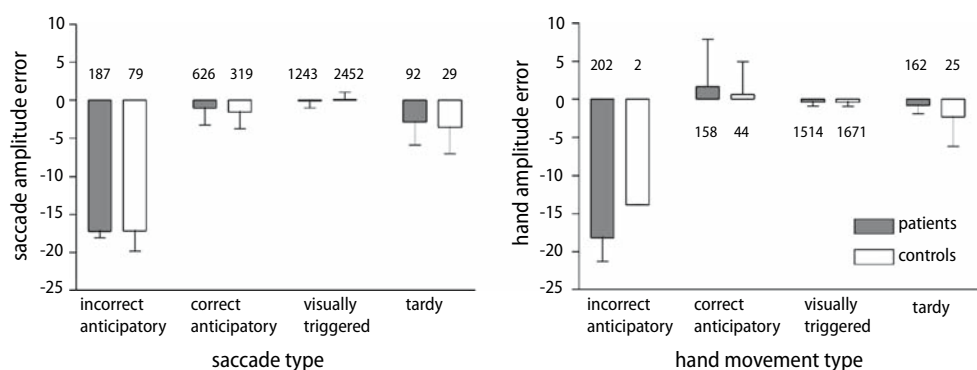 saccade amplitude error
10
5
0
-5
-10
-15
-20
-25
187 79 626 319 1243 2452 92 29
incorrect anticipatory
correct anticipatory
visually triggered
tardy
saccade type
hand amplitude error
10
5
0
-5
-10
-15
-20
-25
202 2 162 25
158 44 1514 1671
patients
controls
incorrect anticipatory
correct anticipatory
visually triggered
tardy
hand movement type